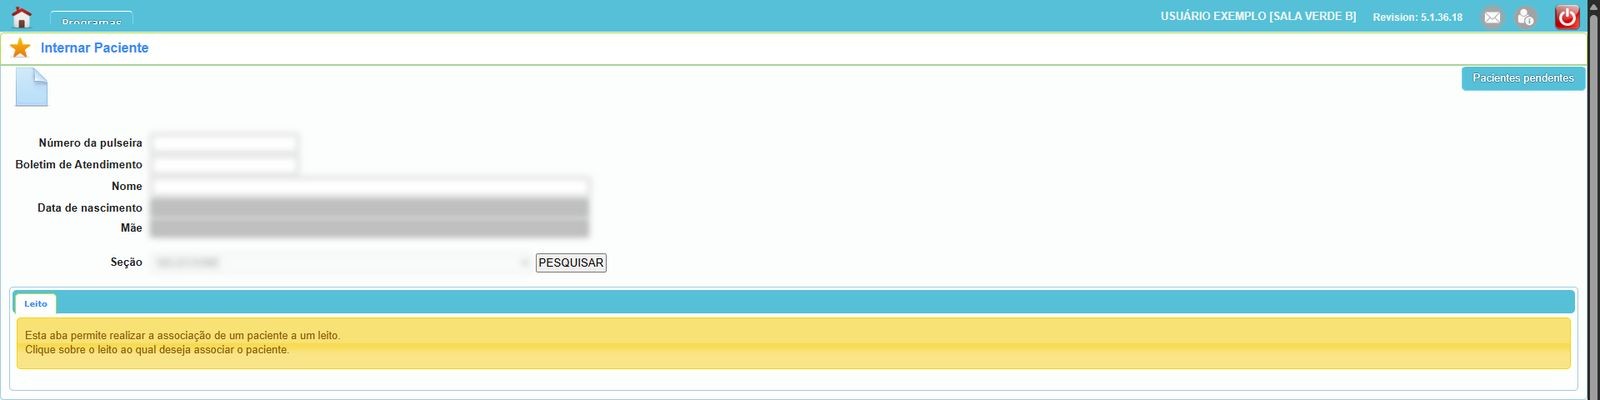 Programas
USUÁRIO EXEMPLO [SALA VERDE B] Revision: 5.1.36.18
Internar Paciente
Pacientes pendentes
Número da pulseira
Boletim de Atendimento
Nome
Data de nascimento
Mãe
Seção PESQUISAR
Leito
Esta aba permite realizar a associação de um paciente a um leito.
Clique sobre o leito ao qual deseja associar o paciente.